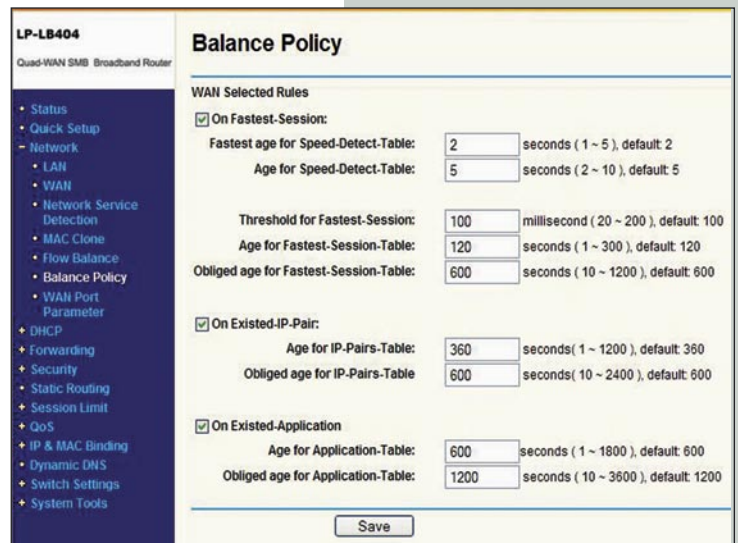 LP-LB404
Quad-WAN SMB Broadband Router
• Status
• Quick Setup
− Network
• LAN
• WAN
• Network Service
Detection
• MAC Clone
• Flow Balance
• Balance Policy
• WAN Port
Parameter
+ DHCP
+ Forwarding
+ Security
• Static Routing
+ Session Limit
+ QoS
+ IP & MAC Binding
• Dynamic DNS
+ Switch Settings
+ System Tools
Balance Policy
WAN Selected Rules
On Fastest-Session:
Fastest age for Speed-Detect-Table: 2 seconds ( 1 ~ 5 ), default: 2
Age for Speed-Detect-Table: 5 seconds ( 2 ~ 10 ), default: 5
Threshold for Fastest-Session: 100 millisecond ( 20 ~ 200 ), default: 100
Age for Fastest-Session-Table: 120 seconds ( 1 ~ 300 ), default: 120
Obliged age for Fastest-Session-Table: 600 seconds ( 10 ~ 1200 ), default: 600
On Existed-IP-Pair:
Age for IP-Pairs-Table: 360 seconds( 1 ~ 1200 ), default: 360
Obliged age for IP-Pairs-Table 600 seconds( 10 ~ 2400 ), default: 600
On Existed-Application
Age for Application-Table: 600 seconds ( 1 ~ 1800 ), default: 600
Obliged age for Application-Table: 1200 seconds ( 10 ~ 3600 ), default: 1200
Save